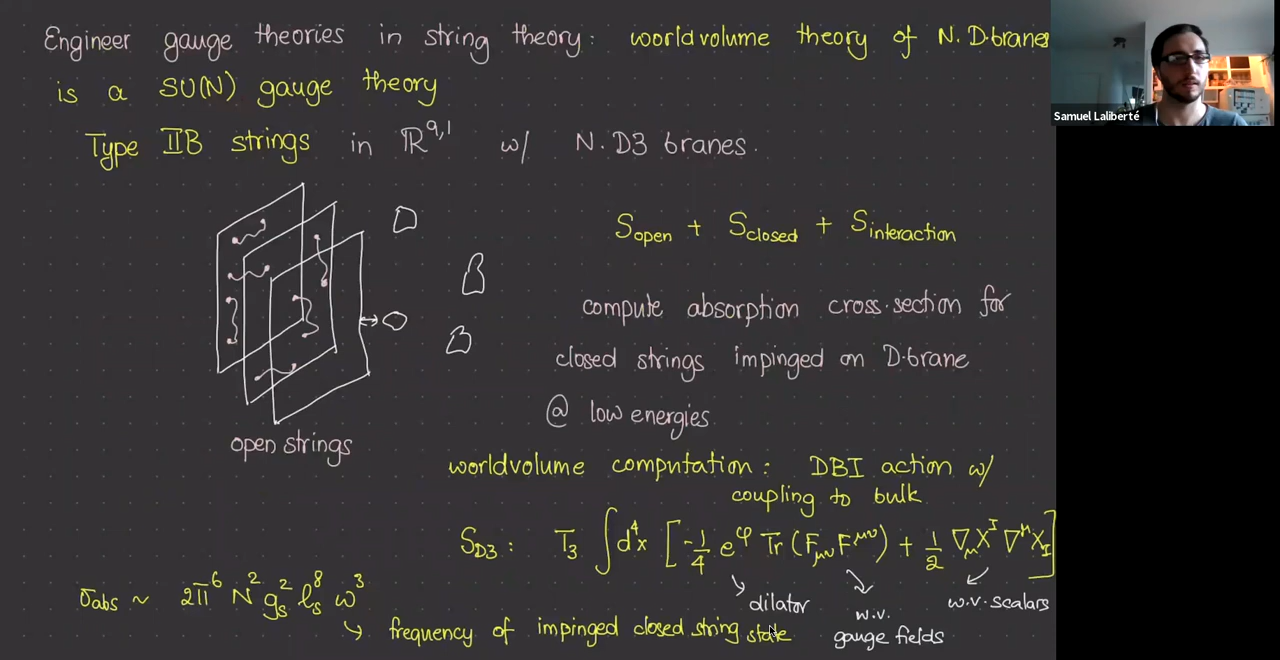 Engineer gauge theories in string theory: worldvolume theory of N. D-branes
is a SU(N) gauge theory
Type IIB strings in ℝ^{9,1} w/ N. D3 branes.
S_open + S_closed + S_interaction
compute absorption cross-section for
closed strings impinged on D-brane
@ low energies
open strings
worldvolume computation: DBI action w/
coupling to bulk
S_D3 : T_3 ∫d^4x [-1/4 e^φ Tr (F_μν F^μν) + 1/2 ∇_μ X^I ∇^μ X_I]
dilator
w.v.
gauge fields
w.v. scalars
σ_abs ~ 2π^6 N^2 g_s^2 l_s^8 ω^3
frequency of impinged closed string state
Samuel Laliberté